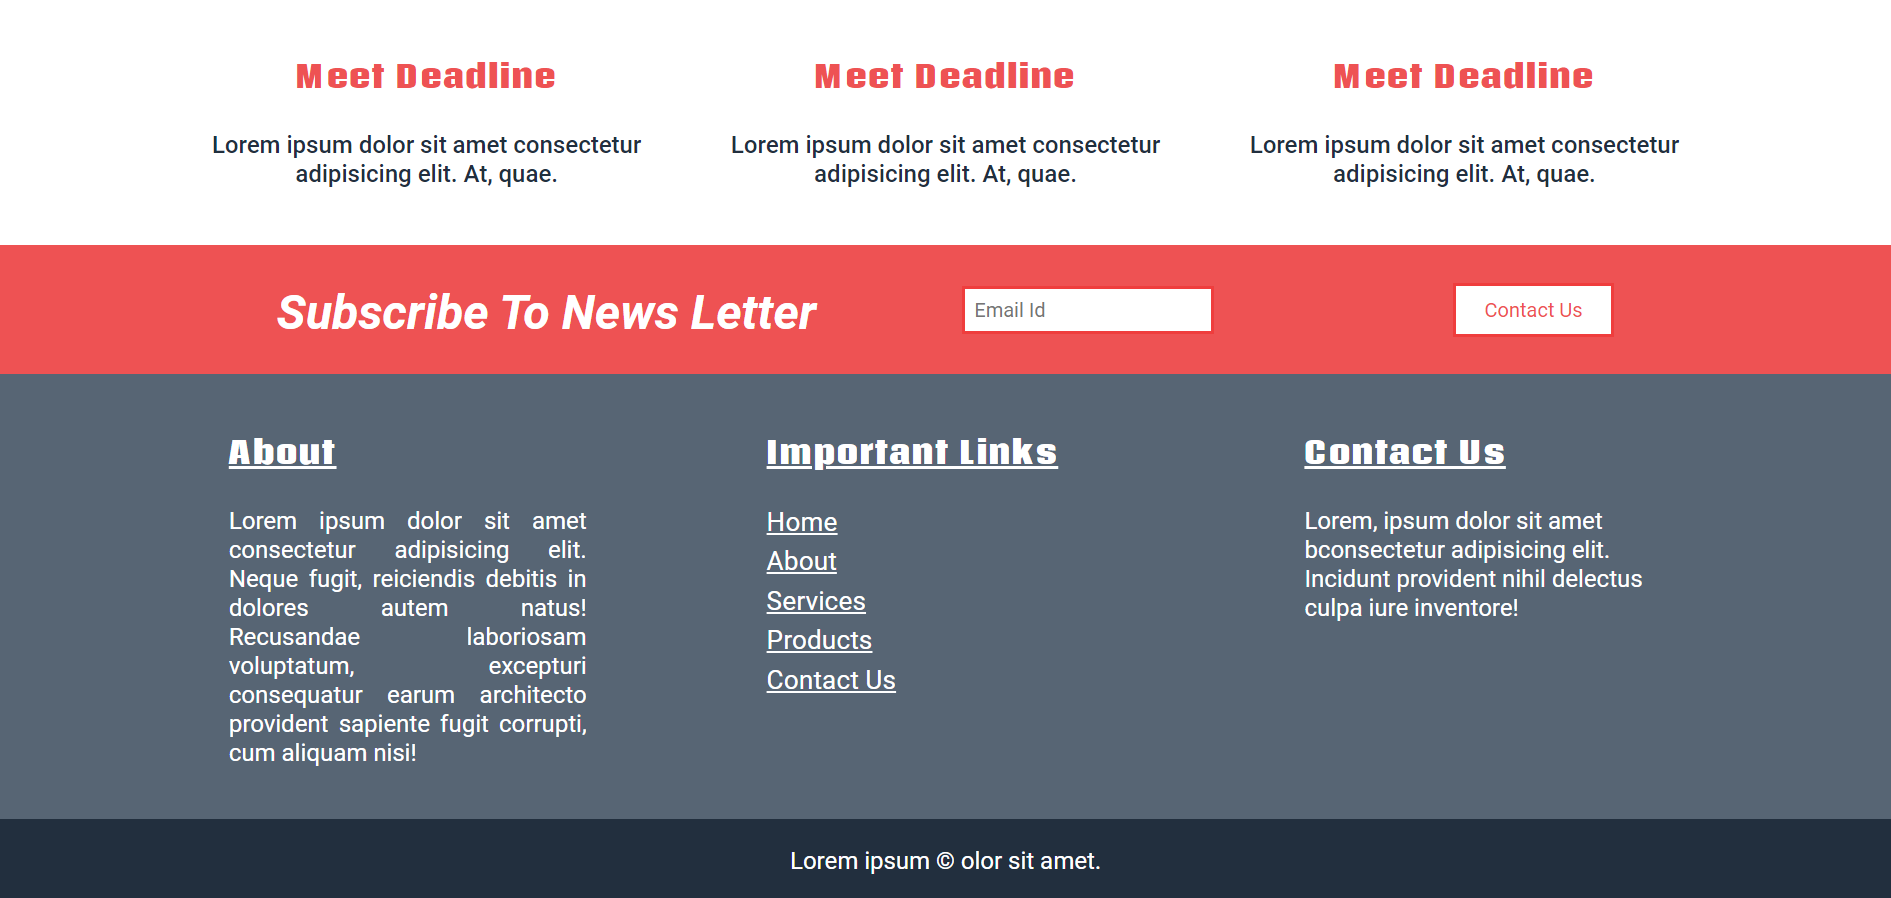 Meet Deadline
Lorem ipsum dolor sit amet consectetur
adipisicing elit. At, quae.
Meet Deadline
Lorem ipsum dolor sit amet consectetur
adipisicing elit. At, quae.
Meet Deadline
Lorem ipsum dolor sit amet consectetur
adipisicing elit. At, quae.
Subscribe To News Letter
Email Id
Contact Us
About
Lorem ipsum dolor sit amet
consectetur adipisicing elit.
Neque fugit, reiciendis debitis in
dolores autem natus!
Recusandae laboriosam
voluptatum, excepturi
consequatur earum architecto
provident sapiente fugit corrupti,
cum aliquam nisi!
Important Links
Home
About
Services
Products
Contact Us
Contact Us
Lorem, ipsum dolor sit amet
bconsectetur adipisicing elit.
Incidunt provident nihil delectus
culpa iure inventore!
Lorem ipsum © olor sit amet.